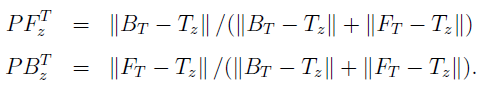 PF_z^T = ‖B_T − T_z‖ / (‖B_T − T_z‖ + ‖F_T − T_z‖)
PB_z^T = ‖F_T − T_z‖ / (‖B_T − T_z‖ + ‖F_T − T_z‖).